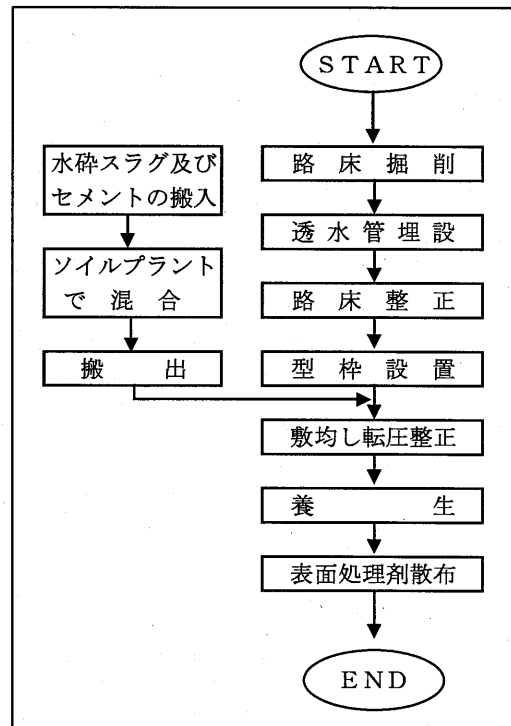 START
路床掘削
透水管埋設
路床整正
型枠設置
水砕スラグ及び
セメントの搬入
ソイルプラント
で混合
搬出
敷均し転圧整正
養生
表面処理剤散布
END